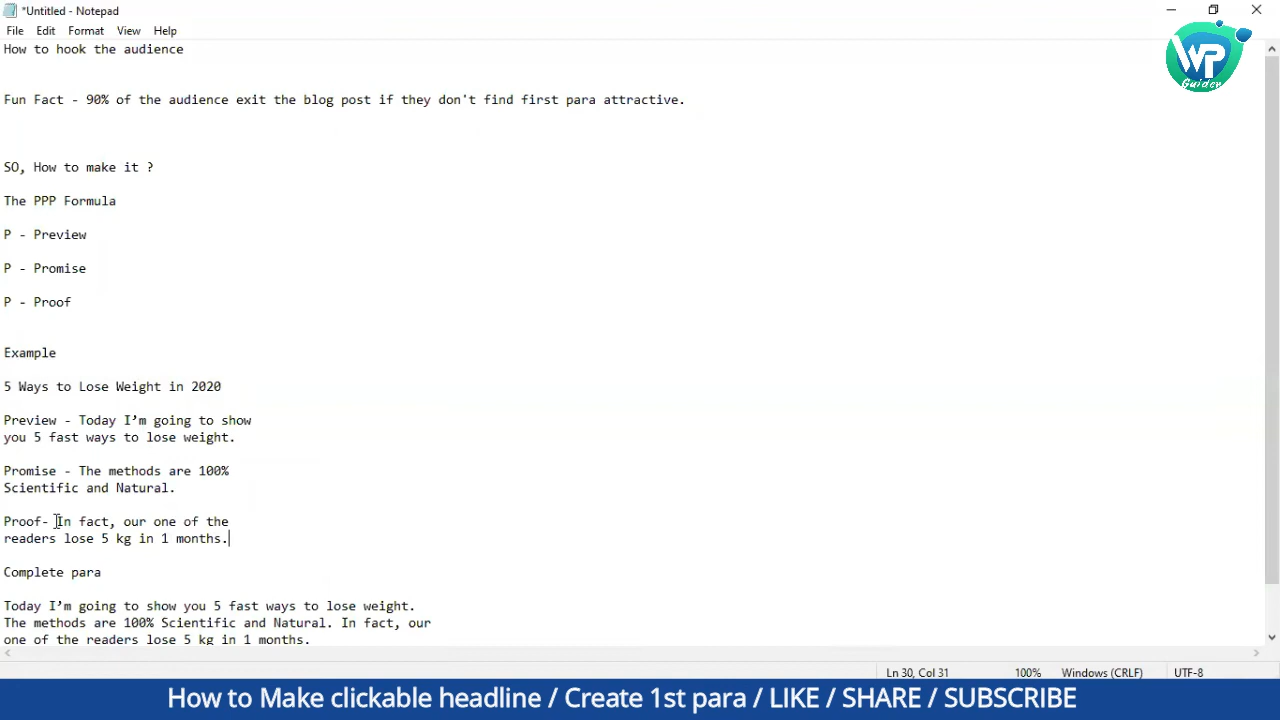 *Untitled - Notepad
File Edit Format View Help
How to hook the audience
WP
Guider
Fun Fact - 90% of the audience exit the blog post if they don't find first para attractive.
SO, How to make it ?
The PPP Formula
P - Preview
P - Promise
P - Proof
Example
5 Ways to Lose Weight in 2020
Preview - Today I’m going to show
you 5 fast ways to lose weight.
Promise - The methods are 100%
Scientific and Natural.
Proof- In fact, our one of the
readers lose 5 kg in 1 months.
Complete para
Today I’m going to show you 5 fast ways to lose weight.
The methods are 100% Scientific and Natural. In fact, our
one of the readers lose 5 kg in 1 months.
Ln 30, Col 31 100% Windows (CRLF) UTF-8
How to Make clickable headline / Create 1st para / LIKE / SHARE / SUBSCRIBE